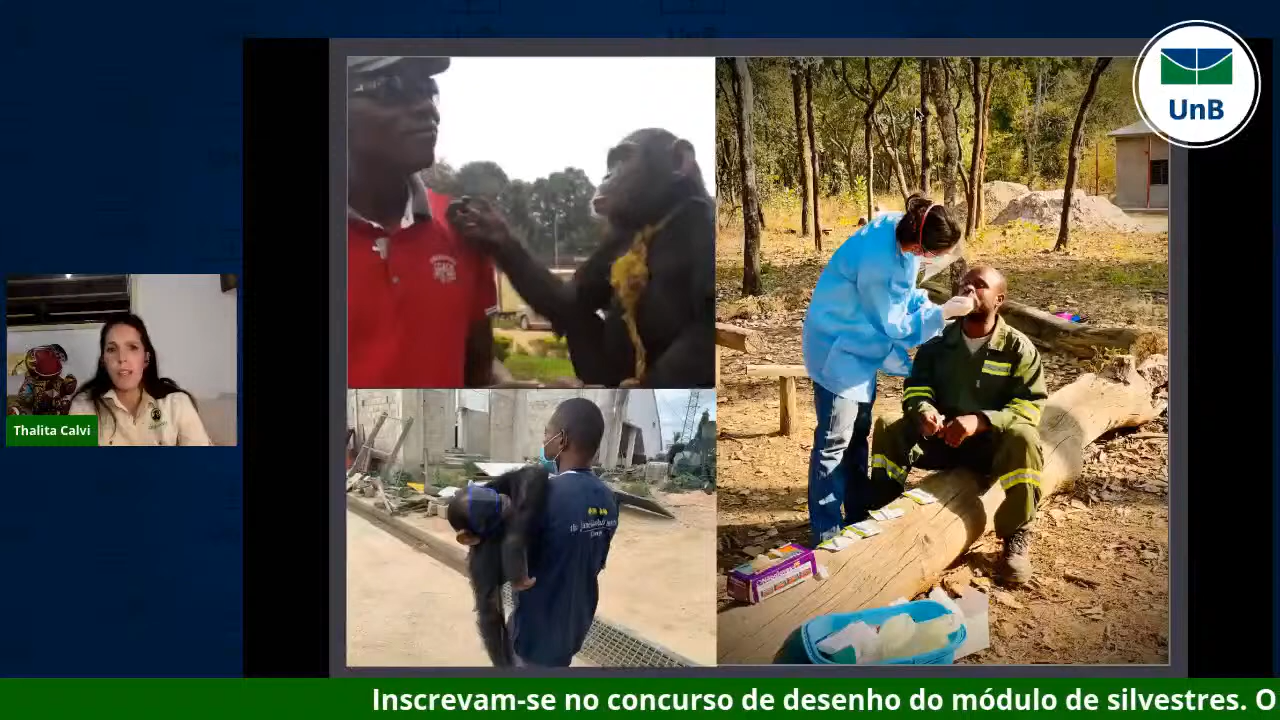 UnB
Thalita Calvi
Inscrevam-se no concurso de desenho do módulo de silvestres. O